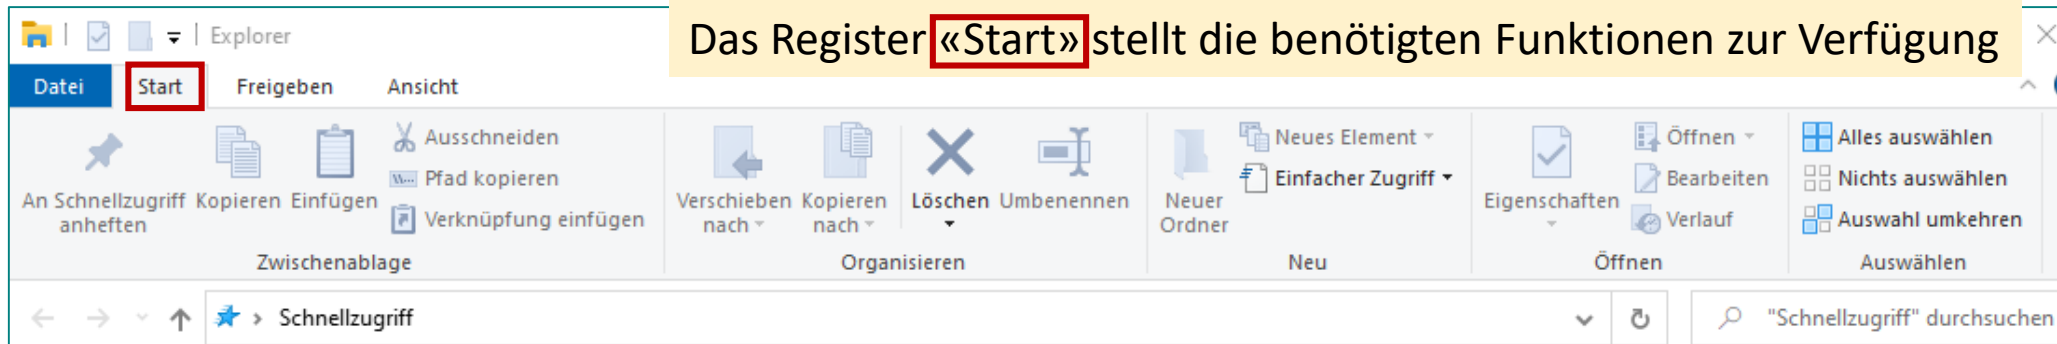 Explorer
Das Register «Start» stellt die benötigten Funktionen zur Verfügung
Datei Start Freigeben Ansicht
An Schnellzugriff anheften
Kopieren
Einfügen
Ausschneiden
Pfad kopieren
Verknüpfung einfügen
Zwischenablage
Verschieben nach
Kopieren nach
Löschen
Umbenennen
Organisieren
Neuer Ordner
Neues Element
Einfacher Zugriff
Neu
Eigenschaften
Öffnen
Bearbeiten
Verlauf
Öffnen
Alles auswählen
Nichts auswählen
Auswahl umkehren
Auswählen
Schnellzugriff
"Schnellzugriff" durchsuchen